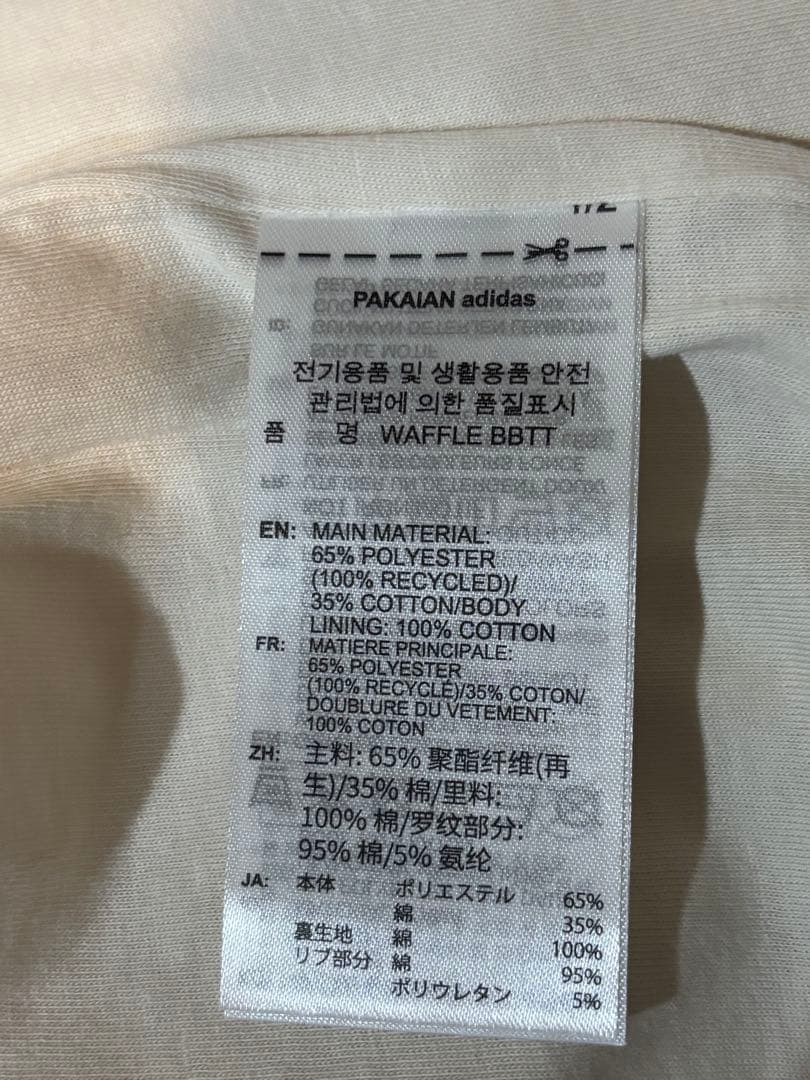 1/2
PAKAIAN adidas
전기용품 및 생활용품 안전
관리법에 의한 품질표시
품 명 WAFFLE BBTT
EN: MAIN MATERIAL:
65% POLYESTER
(100% RECYCLED)/
35% COTTON/BODY
LINING: 100% COTTON
FR: MATIERE PRINCIPALE:
65% POLYESTER
(100% RECYCLÉ)/35% COTON/
DOUBLURE DU VETEMENT:
100% COTON
ZH: 主料: 65% 聚酯纤维(再
生)/35% 棉/里料:
100% 棉/罗纹部分:
95% 棉/5% 氨纶
JA: 本体 ポリエステル 65%
綿 35%
裏生地 綿 100%
リブ部分 綿 95%
ポリウレタン 5%